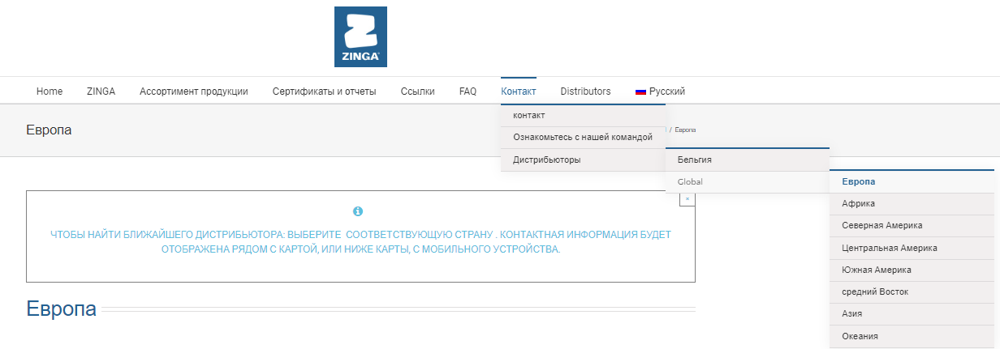 ZINGA®
Home
ZINGA
Ассортимент продукции
Сертификаты и отчеты
Ссылки
FAQ
Контакт
Distributors
Русский
Европа
/ Европа
контакт
Ознакомьтесь с нашей командой
Дистрибьюторы
Бельгия
Global
Европа
Африка
Северная Америка
Центральная Америка
Южная Америка
средний Восток
Азия
Океания
×
ЧТОБЫ НАЙТИ БЛИЖАЙШЕГО ДИСТРИБЬЮТОРА: ВЫБЕРИТЕ СООТВЕТСТВУЮЩУЮ СТРАНУ . КОНТАКТНАЯ ИНФОРМАЦИЯ БУДЕТ
ОТОБРАЖЕНА РЯДОМ С КАРТОЙ, ИЛИ НИЖЕ КАРТЫ, С МОБИЛЬНОГО УСТРОЙСТВА.
Европа